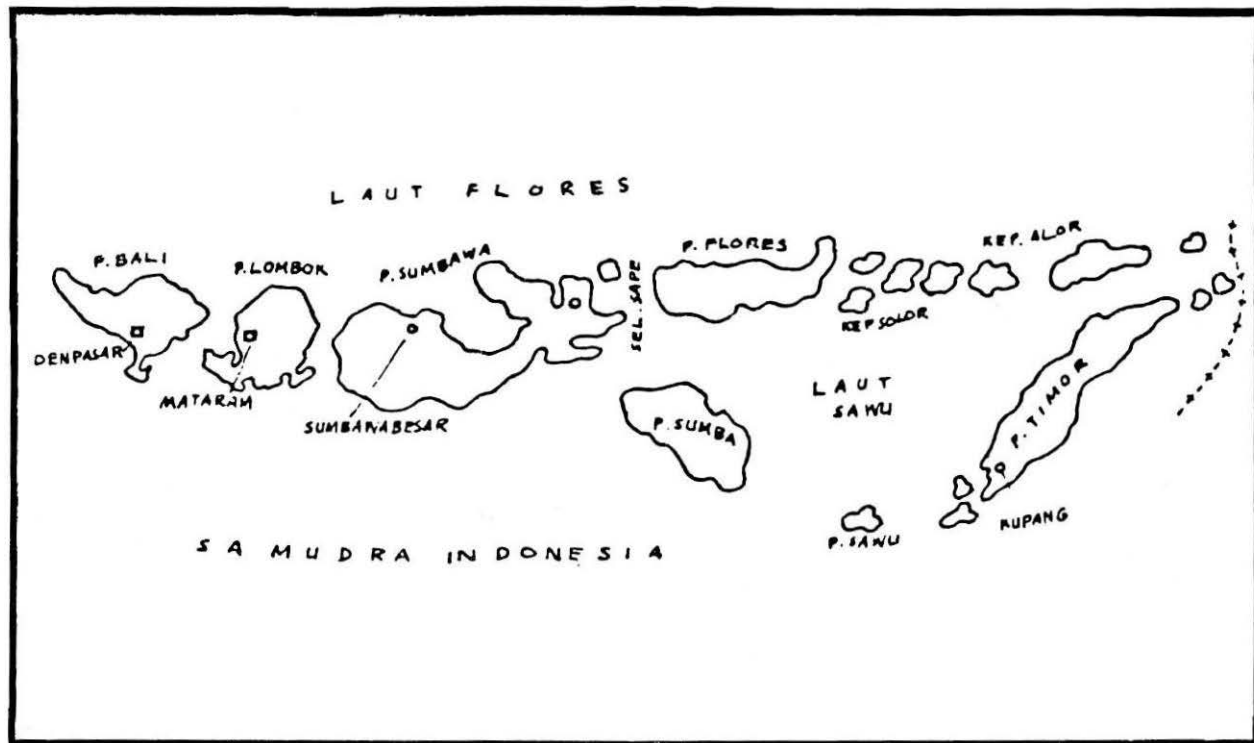 LAUT FLORES
P. BALI
P. LOMBOK
P. SUMBAWA
SEL. SAPE
P. FLORES
KEP. ALOR
KEP SOLOR
DENPASAR
MATARAM
SUMBAWABESAR
P. SUMBA
LAUT
SAWU
P. TIMOR
P. SAWU
KUPANG
SAMUDRA INDONESIA